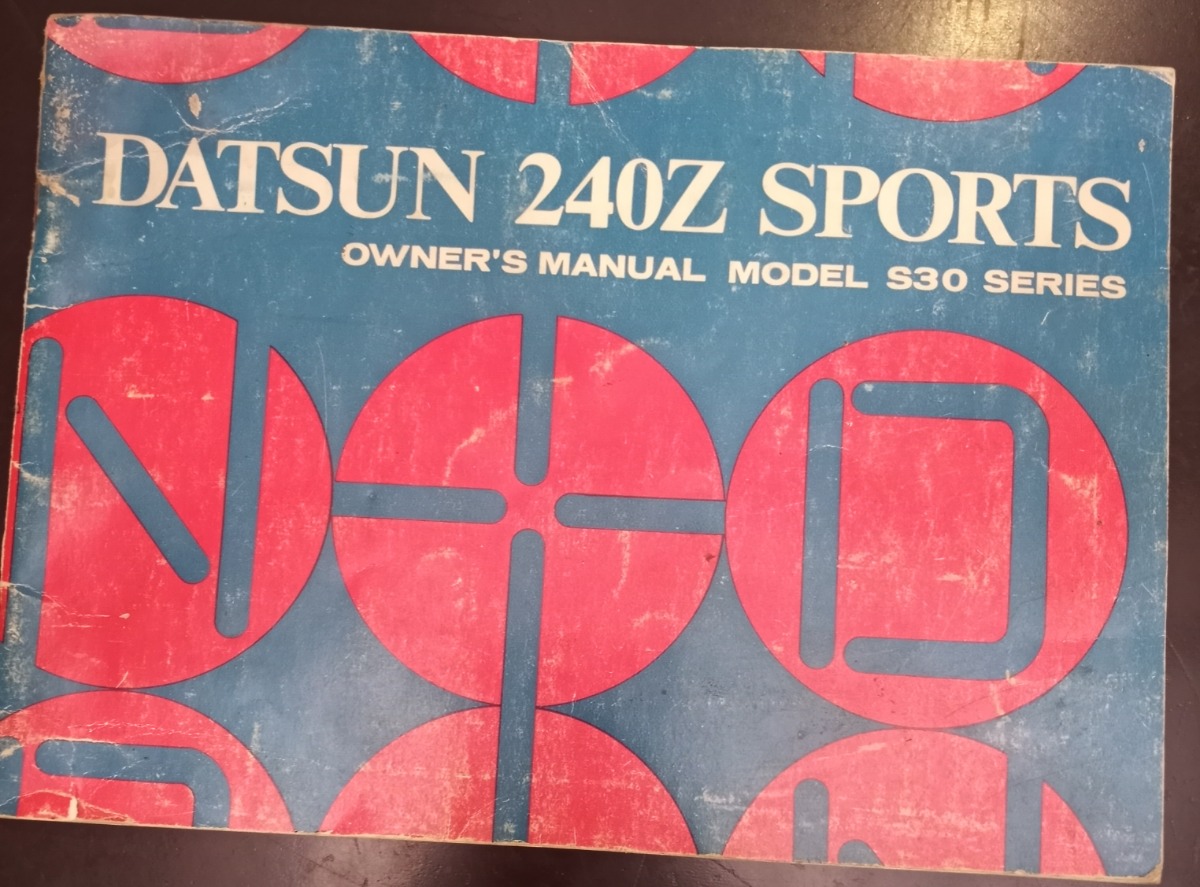 DATSUN 240Z SPORTS
OWNER'S MANUAL MODEL S30 SERIES